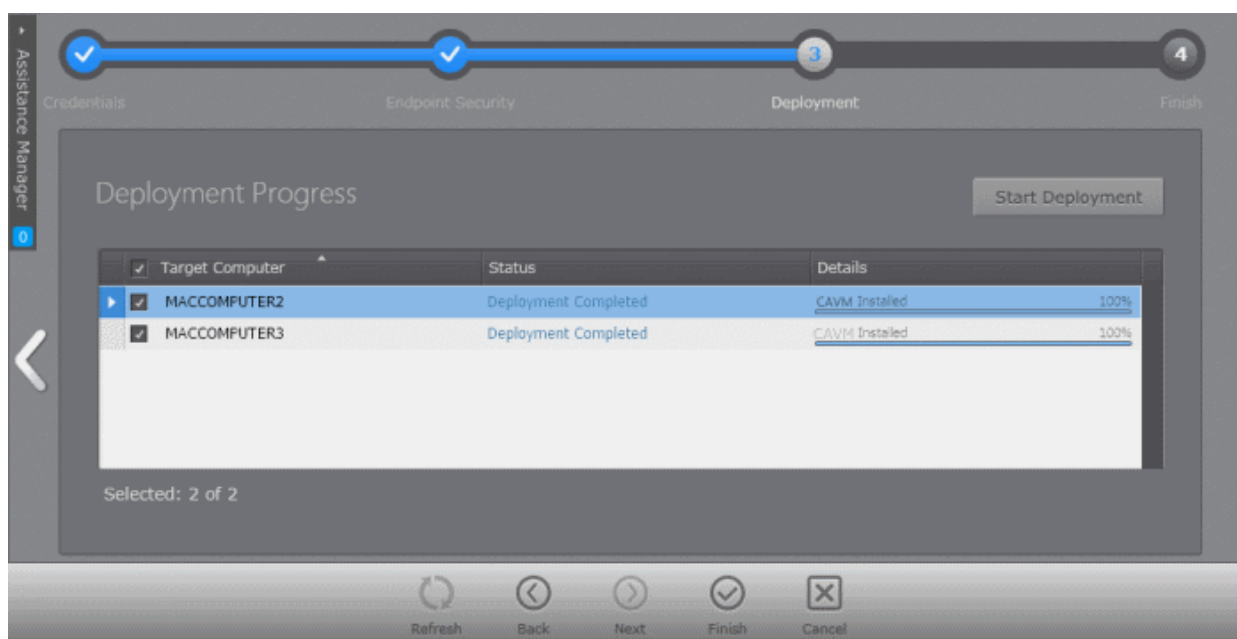 Assistance Manager
0
3
4
Credentials
Endpoint Security
Deployment
Finish
Deployment Progress
Start Deployment
Target Computer Status Details
MACCOMPUTER2 Deployment Completed CAVM Installed 100%
MACCOMPUTER3 Deployment Completed CAVM Installed 100%
Selected: 2 of 2
Refresh Back Next Finish Cancel